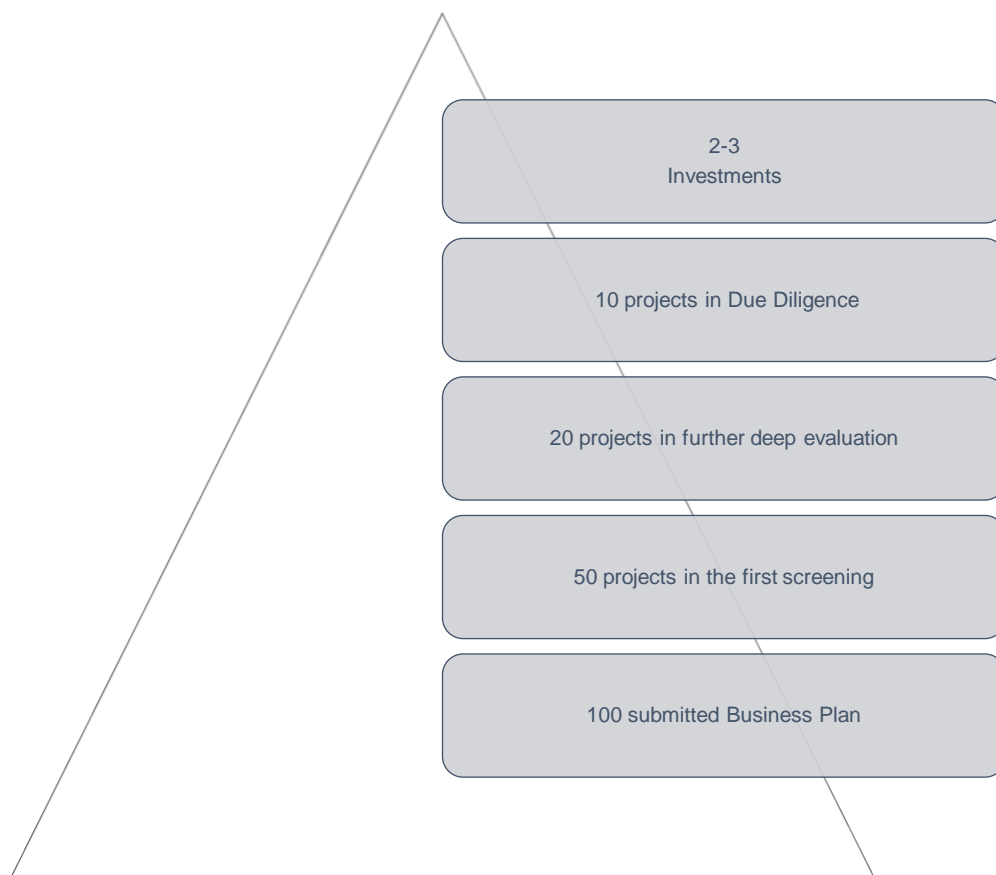 2-3
Investments
10 projects in Due Diligence
20 projects in further deep evaluation
50 projects in the first screening
100 submitted Business Plan